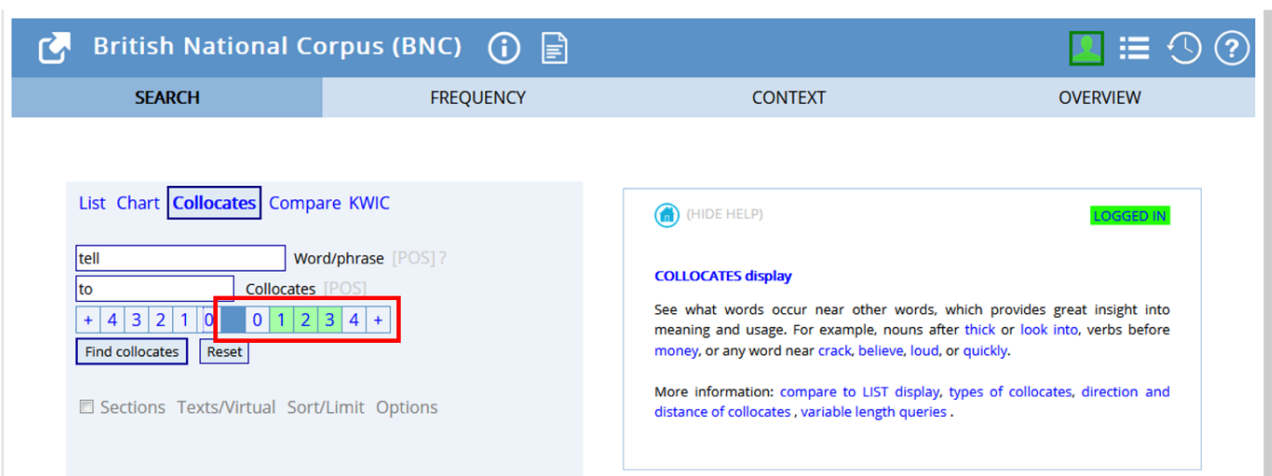 British National Corpus (BNC)
SEARCH FREQUENCY CONTEXT OVERVIEW
List Chart Collocates Compare KWIC
tell Word/phrase [POS] ?
to Collocates [POS]
+ 4 3 2 1 0 0 1 2 3 4 +
Find collocates Reset
Sections Texts/Virtual Sort/Limit Options
(HIDE HELP) LOGGED IN
COLLOCATES display
See what words occur near other words, which provides great insight into
meaning and usage. For example, nouns after thick or look into, verbs before
money, or any word near crack, believe, loud, or quickly.
More information: compare to LIST display, types of collocates, direction and
distance of collocates , variable length queries .